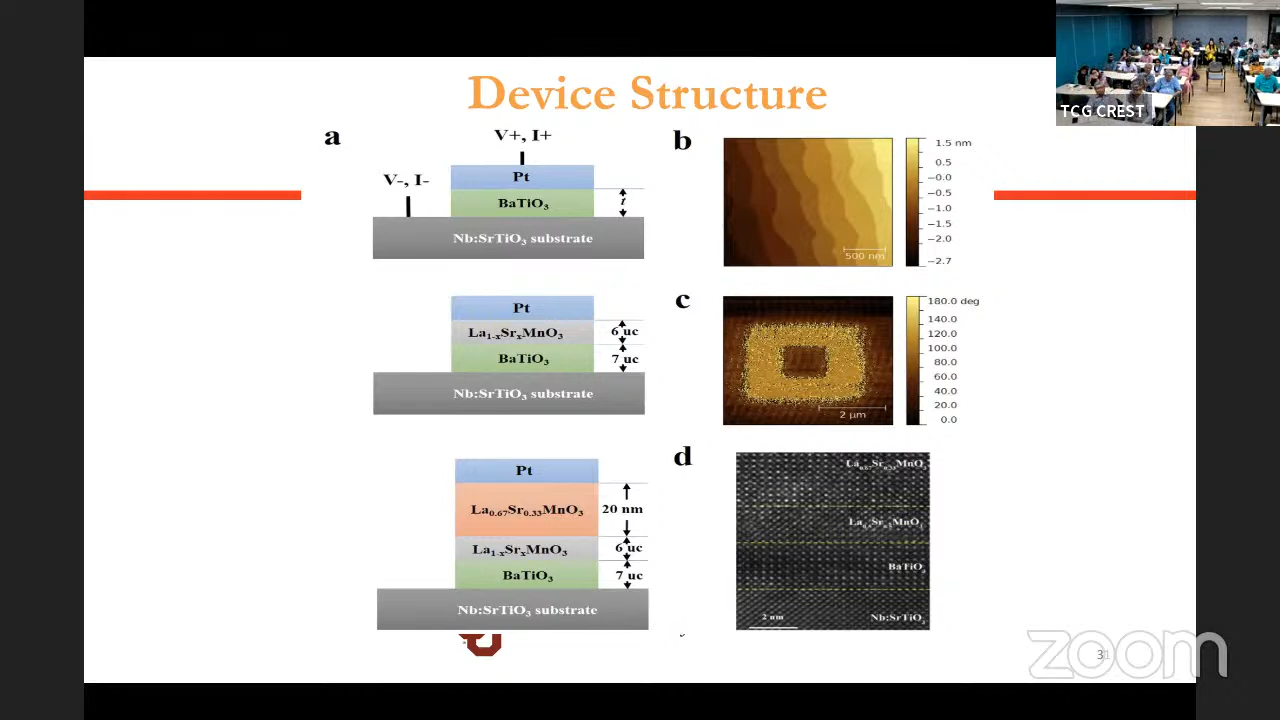 Device Structure
TCG CREST
a
V+, I+
V-, I-
Pt
BaTiO₃
t
Nb:SrTiO₃ substrate
Pt
La₁₋ₓSrₓMnO₃
6 uc
BaTiO₃
7 uc
Nb:SrTiO₃ substrate
Pt
La₀.₆₇Sr₀.₃₃MnO₃
20 nm
La₁₋ₓSrₓMnO₃
6 uc
BaTiO₃
7 uc
Nb:SrTiO₃ substrate
b
500 nm
1.5 nm
0.5
−0.0
−0.5
−1.0
−1.5
−2.0
−2.7
c
2 µm
180.0 deg
140.0
120.0
100.0
80.0
60.0
40.0
20.0
0.0
d
La₀.₆₇Sr₀.₃₃MnO₃
BaTiO₃
2 nm
Nb:SrTiO₃
31
zoom